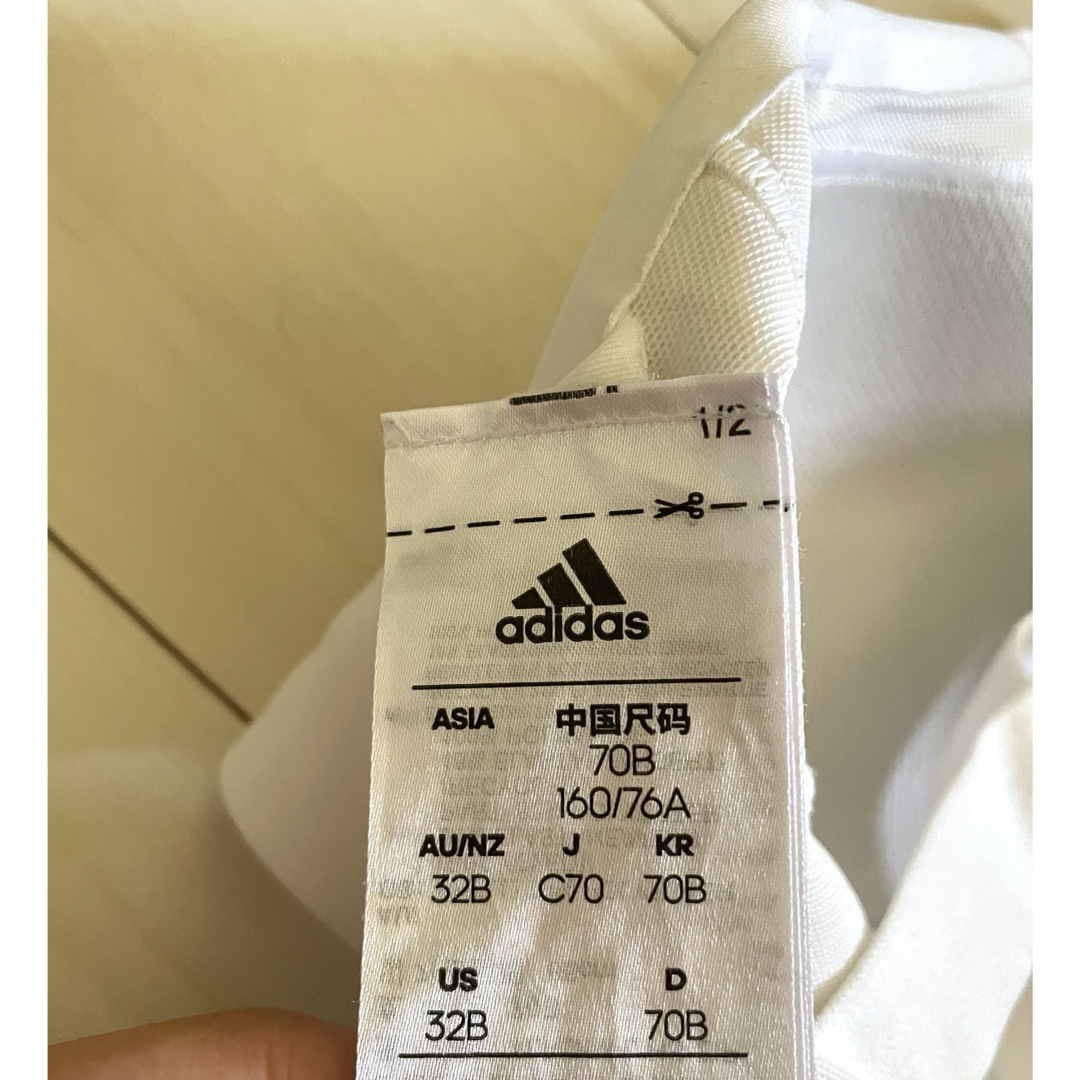 1/2
adidas
ASIA 中国尺码
70B
160/76A
AU/NZ J KR
32B C70 70B
US D
32B 70B